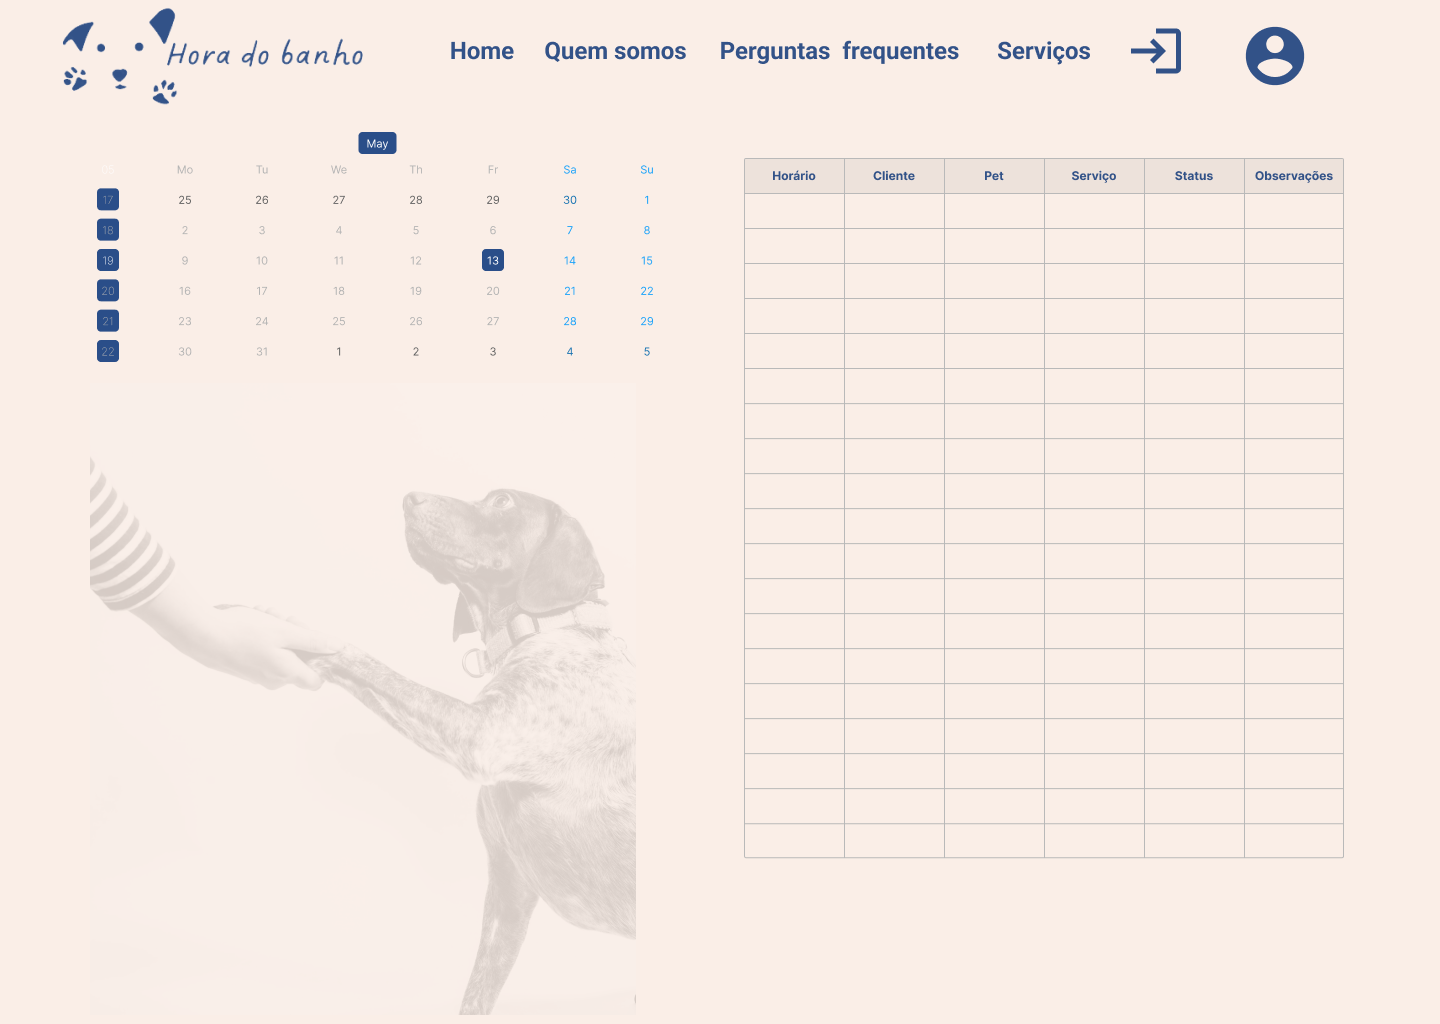 Hora do banho
Home Quem somos Perguntas frequentes Serviços
May
Mo Tu We Th Fr Sa Su
17 25 26 27 28 29 30 1
18 2 3 4 5 6 7 8
19 9 10 11 12 13 14 15
20 16 17 18 19 20 21 22
21 23 24 25 26 27 28 29
22 30 31 1 2 3 4 5
Horário Cliente Pet Serviço Status Observações